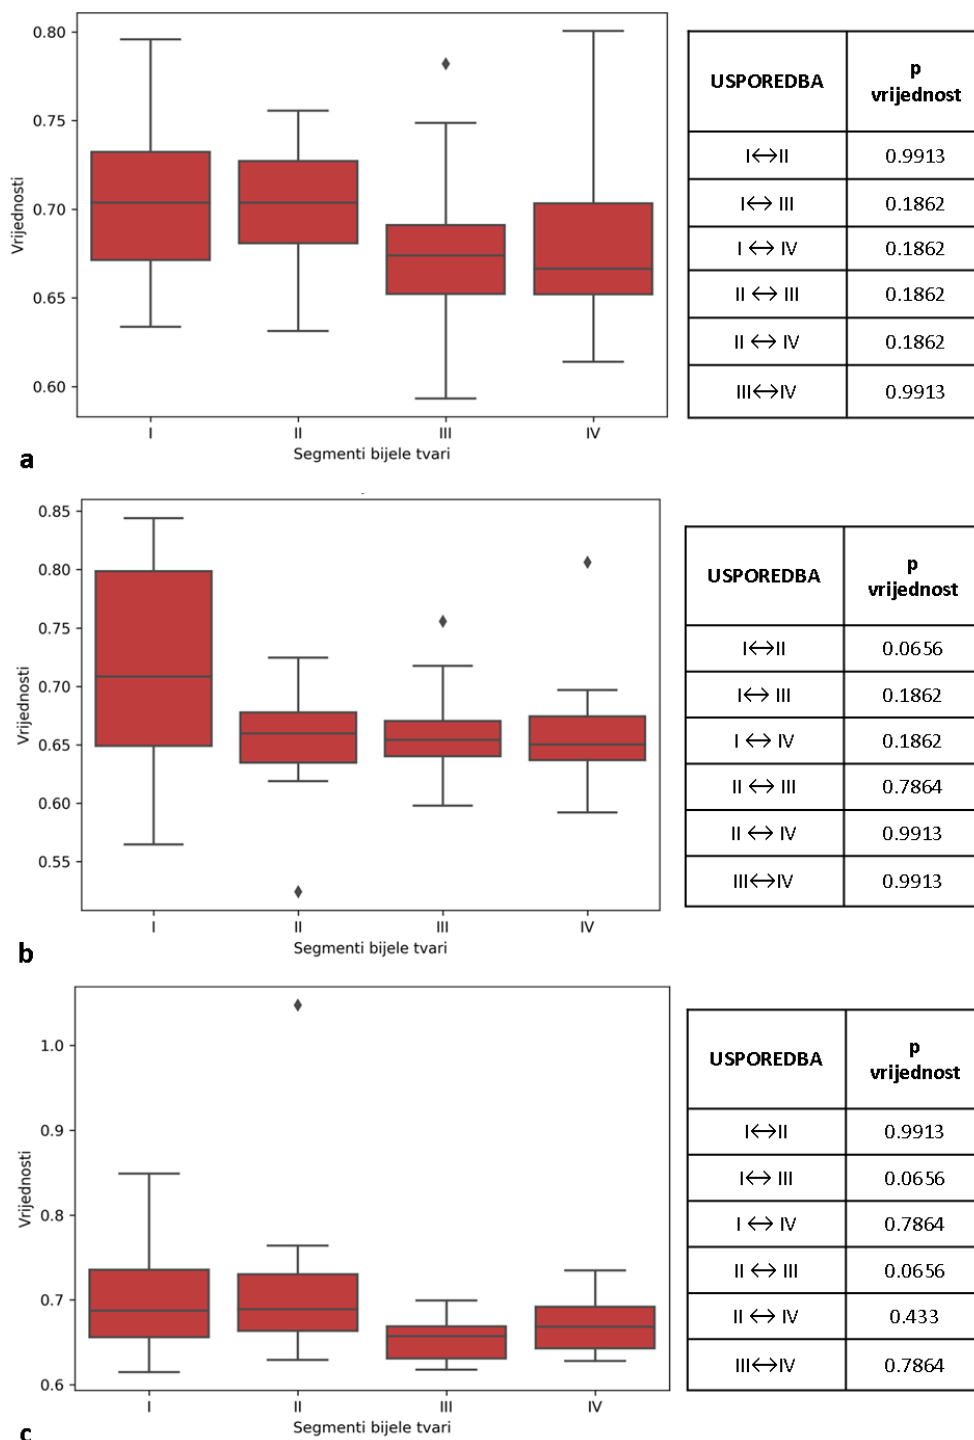 0.80
0.75
0.70
0.65
0.60
Vrijednosti
I II III IV
Segmenti bijele tvari
a
USPOREDBA p vrijednost
I↔II 0.9913
I↔ III 0.1862
I ↔ IV 0.1862
II ↔ III 0.1862
II ↔ IV 0.1862
III↔IV 0.9913
0.85
0.80
0.75
0.70
0.65
0.60
0.55
Vrijednosti
I II III IV
Segmenti bijele tvari
b
USPOREDBA p vrijednost
I↔II 0.0656
I↔ III 0.1862
I ↔ IV 0.1862
II ↔ III 0.7864
II ↔ IV 0.9913
III↔IV 0.9913
1.0
0.9
0.8
0.7
0.6
Vrijednosti
I II III IV
Segmenti bijele tvari
c
USPOREDBA p vrijednost
I↔II 0.9913
I↔ III 0.0656
I ↔ IV 0.7864
II ↔ III 0.0656
II ↔ IV 0.433
III↔IV 0.7864